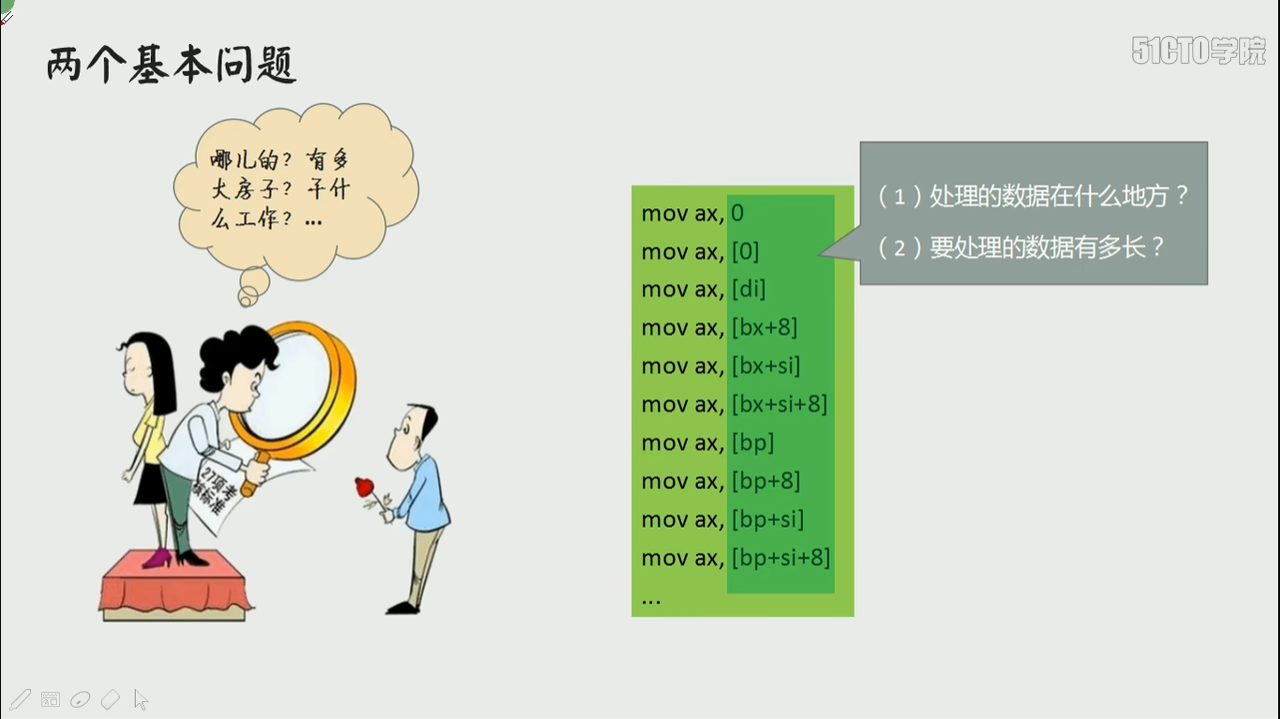 两个基本问题
51CTO学院
哪儿的？有多
大房子？干什
么工作？...
27项考
核标准
mov ax, 0
mov ax, [0]
mov ax, [di]
mov ax, [bx+8]
mov ax, [bx+si]
mov ax, [bx+si+8]
mov ax, [bp]
mov ax, [bp+8]
mov ax, [bp+si]
mov ax, [bp+si+8]
...
（1）处理的数据在什么地方？
（2）要处理的数据有多长？